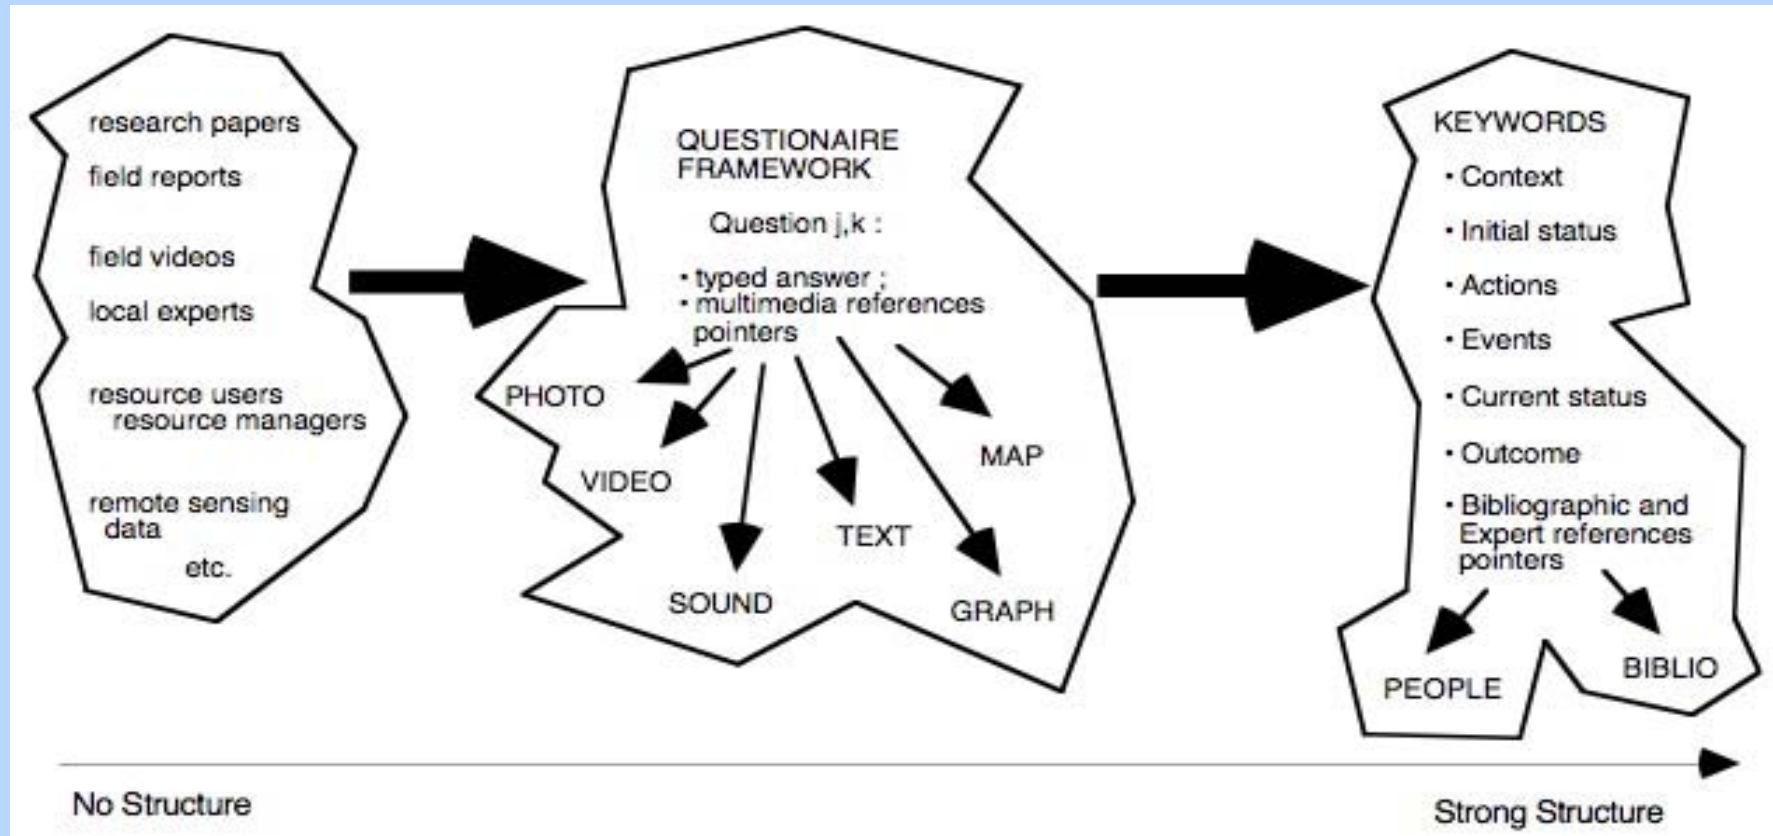 research papers
field reports
field videos
local experts
resource users
resource managers
remote sensing
data
etc.
QUESTIONAIRE
FRAMEWORK
Question j,k :
• typed answer ;
• multimedia references
pointers
PHOTO
VIDEO
SOUND
TEXT
GRAPH
MAP
KEYWORDS
• Context
• Initial status
• Actions
• Events
• Current status
• Outcome
• Bibliographic and
Expert references
pointers
PEOPLE
BIBLIO
No Structure
Strong Structure